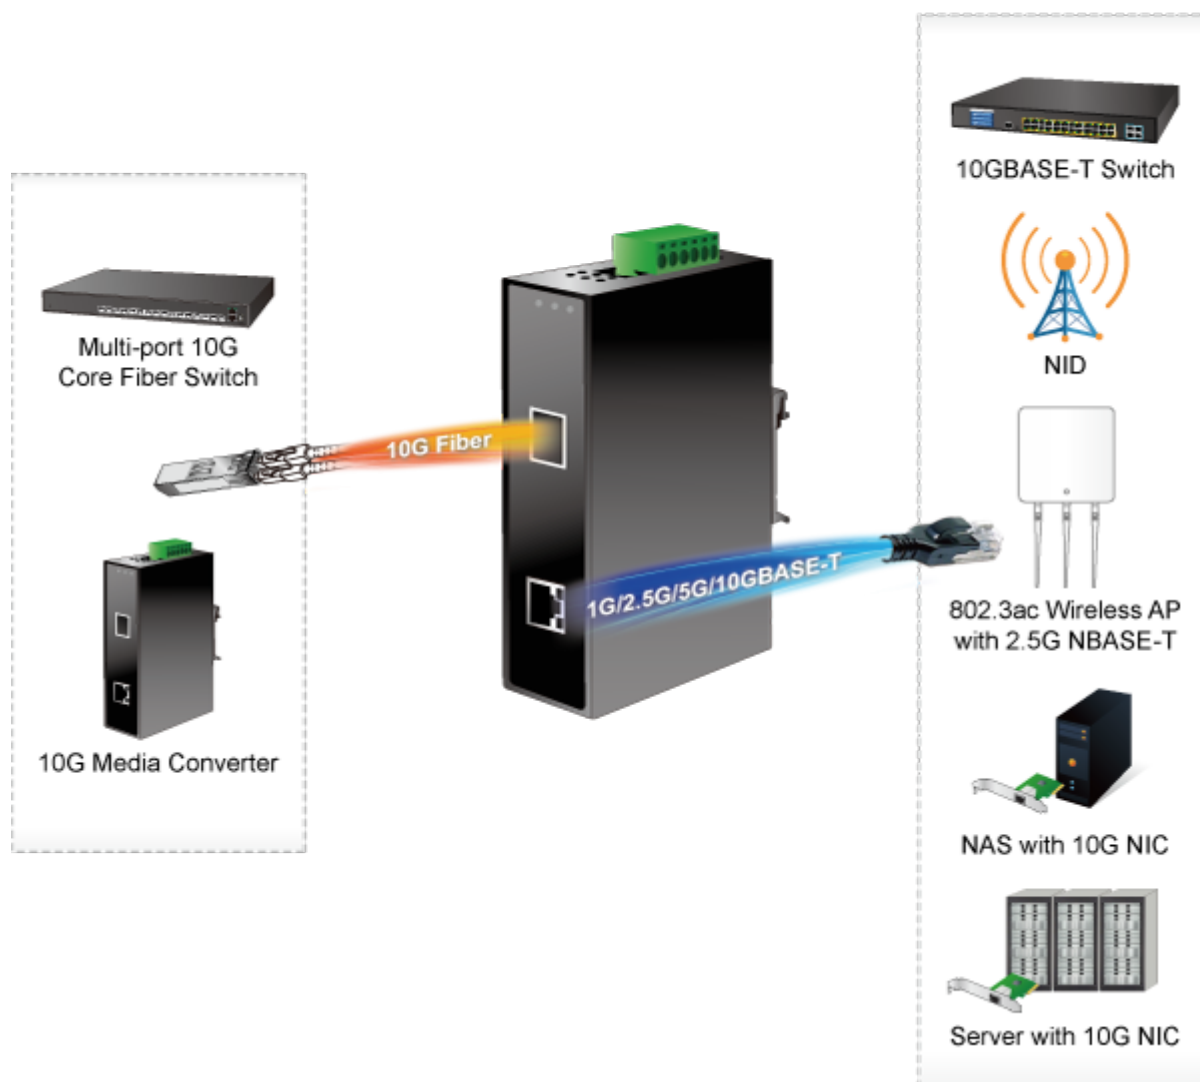 Multi-port 10G
Core Fiber Switch
10G Media Converter
10G Fiber
1G/2.5G/5G/10GBASE-T
10GBASE-T Switch
NID
802.3ac Wireless AP
with 2.5G NBASE-T
NAS with 10G NIC
Server with 10G NIC